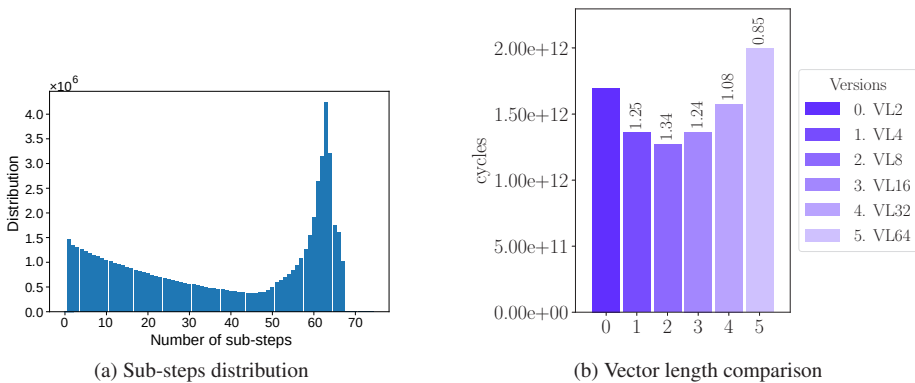 ×10⁶
4.0
3.5
3.0
2.5
2.0
1.5
1.0
0.5
0.0
Distribution
0 10 20 30 40 50 60 70
Number of sub-steps
(a) Sub-steps distribution
2.00e+12
1.50e+12
1.00e+12
5.00e+11
0.00e+00
cycles
1.25
1.34
1.24
1.08
0.85
0 1 2 3 4 5
Versions
0. VL2
1. VL4
2. VL8
3. VL16
4. VL32
5. VL64
(b) Vector length comparison